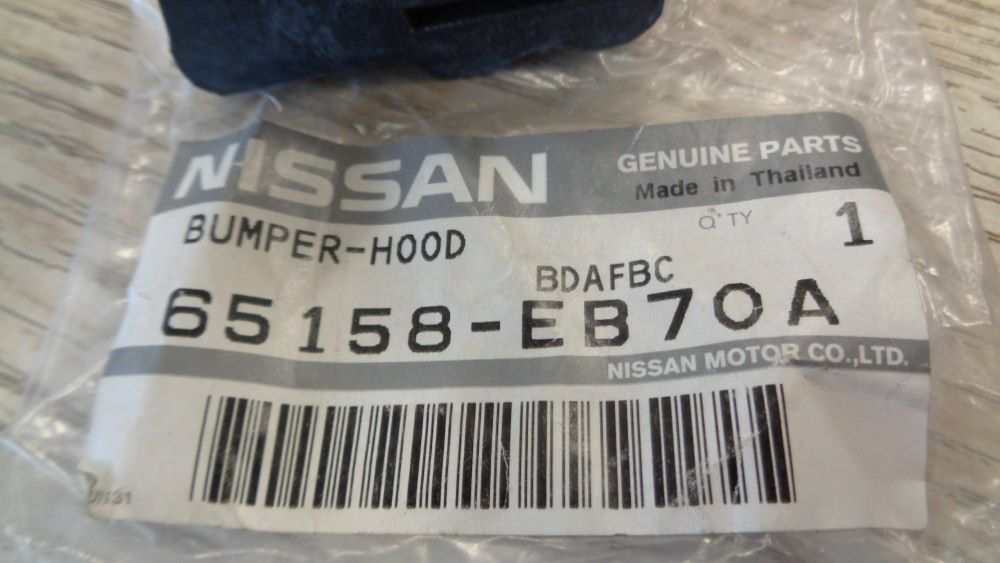 NISSAN
GENUINE PARTS
Made in Thailand
BUMPER-HOOD
Q'TY 1
BDAFBC
65158-EB70A
NISSAN MOTOR CO.,LTD.